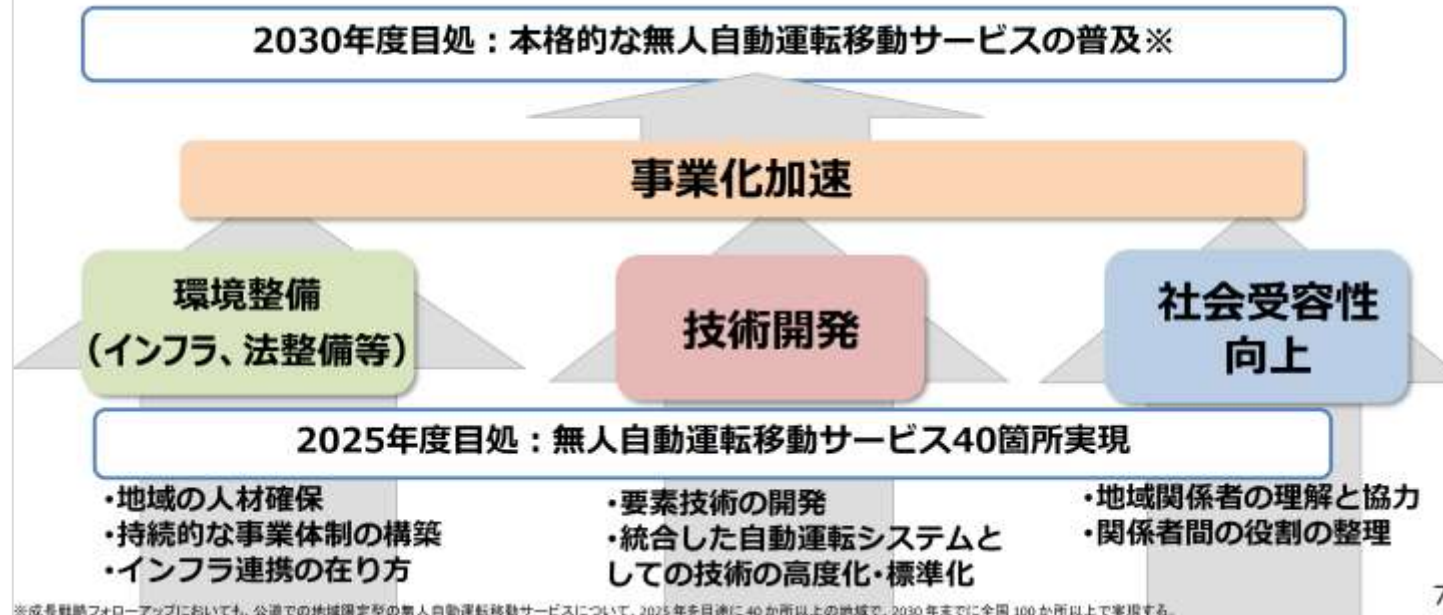 2030年度目処：本格的な無人自動運転移動サービスの普及※
事業化加速
環境整備
（インフラ、法整備等）
技術開発
社会受容性
向上
2025年度目処：無人自動運転移動サービス40箇所実現
・地域の人材確保
・持続的な事業体制の構築
・インフラ連携の在り方
・要素技術の開発
・統合した自動運転システムと
しての技術の高度化・標準化
・地域関係者の理解と協力
・関係者間の役割の整理
※成長戦略フォローアップにおいても、公道での地域限定型の無人自動運転移動サービスについて、2025年を目途に40か所以上の地域で、2030年までに全国100か所以上で実現する。
7